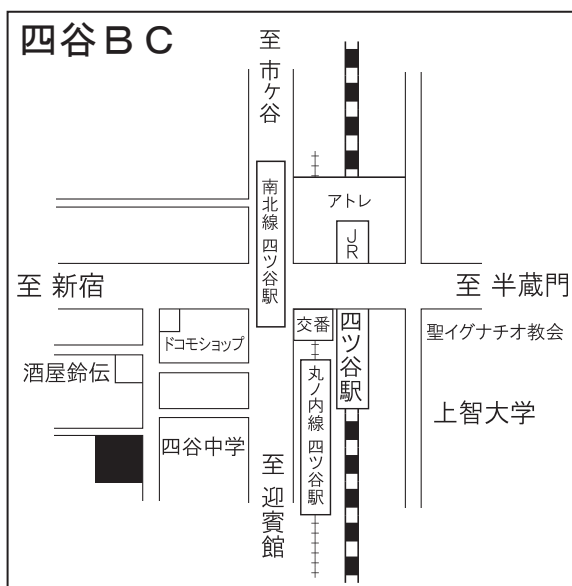 四谷ＢＣ
至 市ヶ谷
アトレ
ＪＲ
南北線 四ツ谷駅
至 新宿
至 半蔵門
交番
四ツ谷駅
聖イグナチオ教会
ドコモショップ
酒屋鈴伝
丸ノ内線 四ツ谷駅
上智大学
四谷中学
至 迎賓館